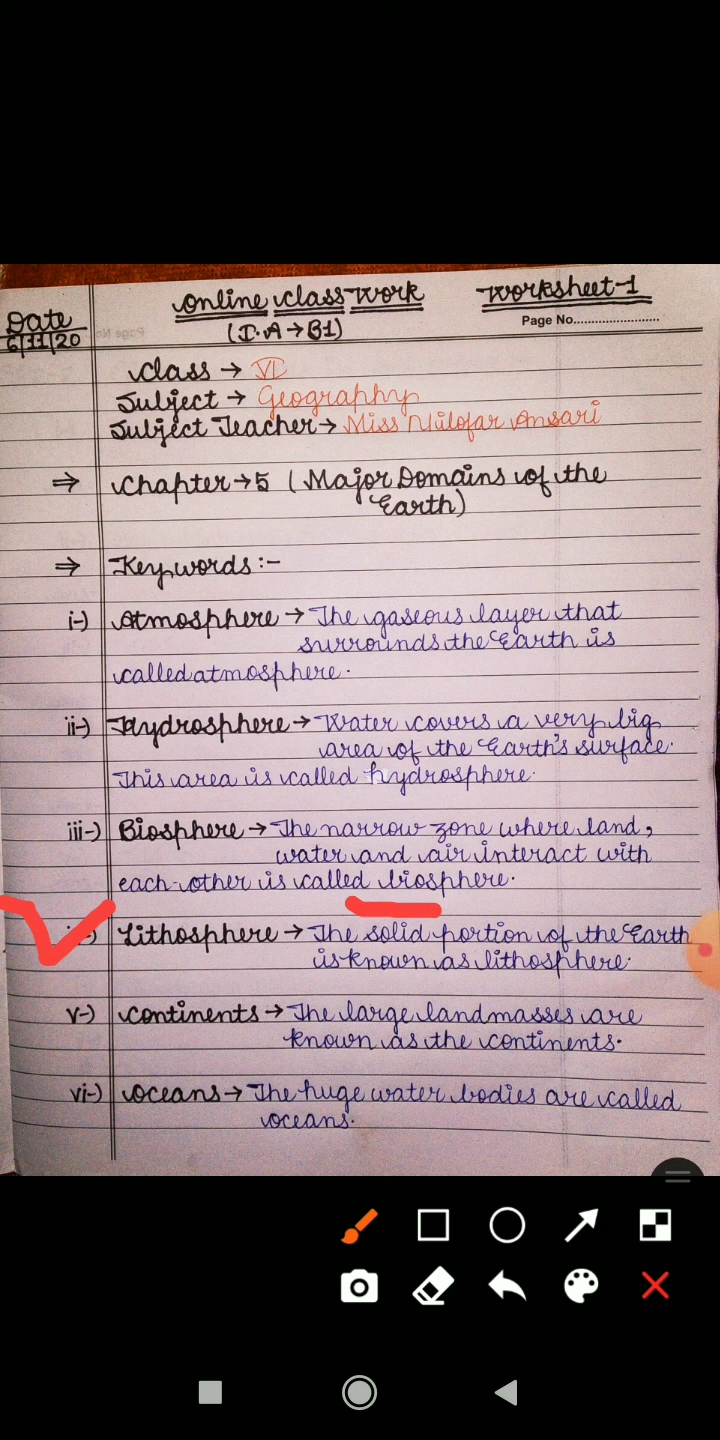 Online Class Work Worksheet-1
Date
6/11/20
(I.A→B1)
Page No.........................
Class → VI
Subject → Geography
Subject Teacher → Miss Nilofar Ansari
⇒ Chapter → 5 (Major Domains of the
Earth)
⇒ Keywords :-
i-) Atmosphere → The gaseous layer that
surrounds the Earth is
called atmosphere.
ii-) Hydrosphere → Water covers a very big
area of the Earth's surface.
This area is called hydrosphere.
iii-) Biosphere → The narrow zone where land,
water and air interact with
each-other is called biosphere.
Lithosphere → The solid portion of the Earth
is known as lithosphere.
v-) Continents → The large landmasses are
known as the continents.
vi-) Oceans → The huge water bodies are called
oceans.